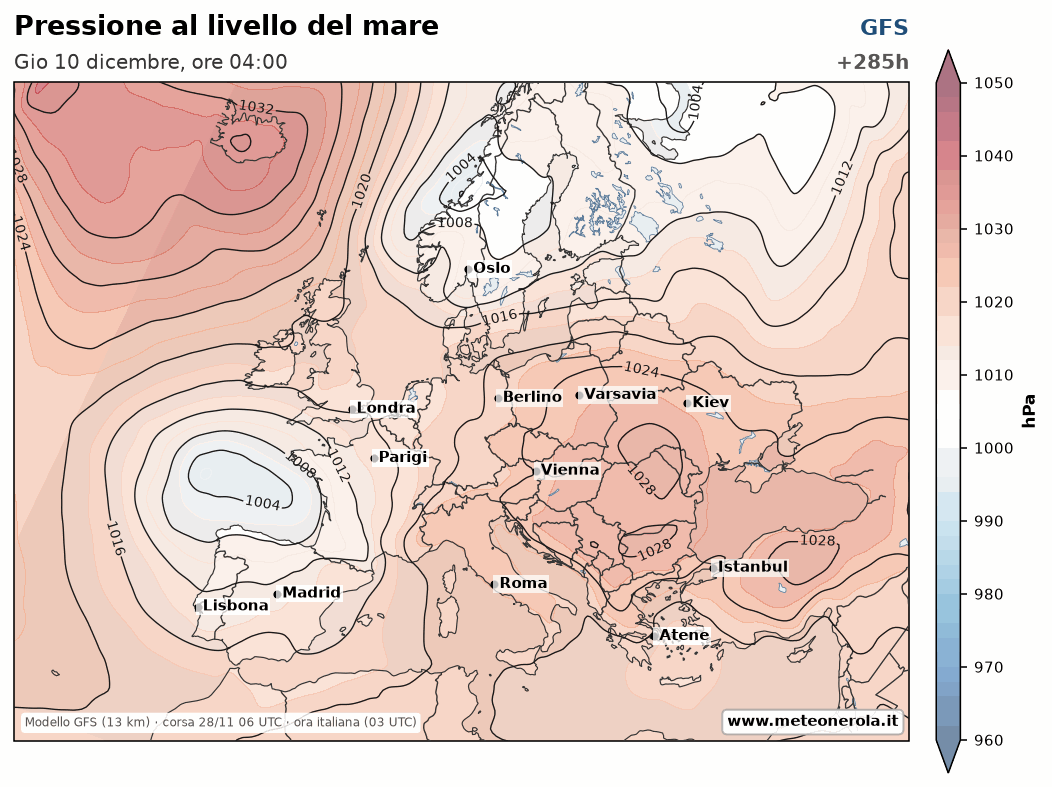 Pressione al livello del mare
GFS
Gio 10 dicembre, ore 04:00
+285h
1050
1040
1030
1020
1010
1000
990
980
970
960
hPa
1032
1004
1028
1004
1020
1012
1024
1008
Oslo
1016
1024
Berlino
Varsavia
Kiev
Londra
Parigi
1008
1012
Vienna
1028
1004
1016
1028
1028
Istanbul
Roma
Madrid
Lisbona
Atene
Modello GFS (13 km) · corsa 28/11 06 UTC · ora italiana (03 UTC)
www.meteonerola.it